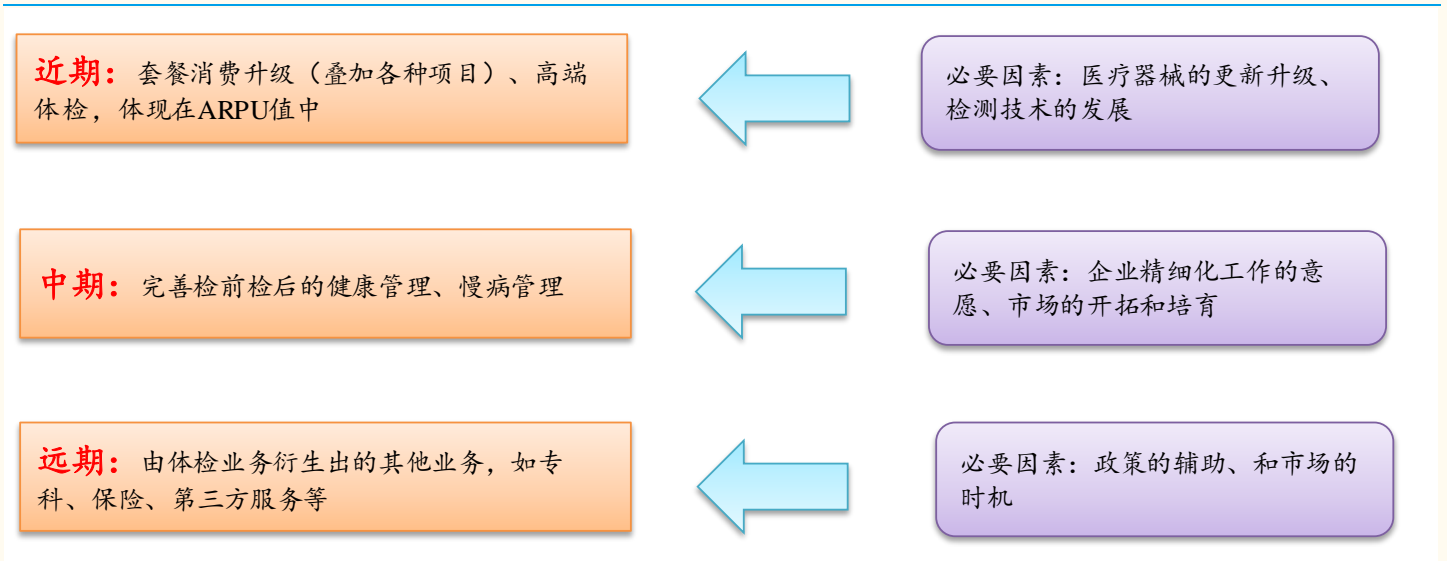 近期：套餐消费升级（叠加各种项目）、高端
体检，体现在ARPU值中
必要因素：医疗器械的更新升级、
检测技术的发展
中期：完善检前检后的健康管理、慢病管理
必要因素：企业精细化工作的意
愿、市场的开拓和培育
远期：由体检业务衍生出的其他业务，如专
科、保险、第三方服务等
必要因素：政策的辅助、和市场的
时机